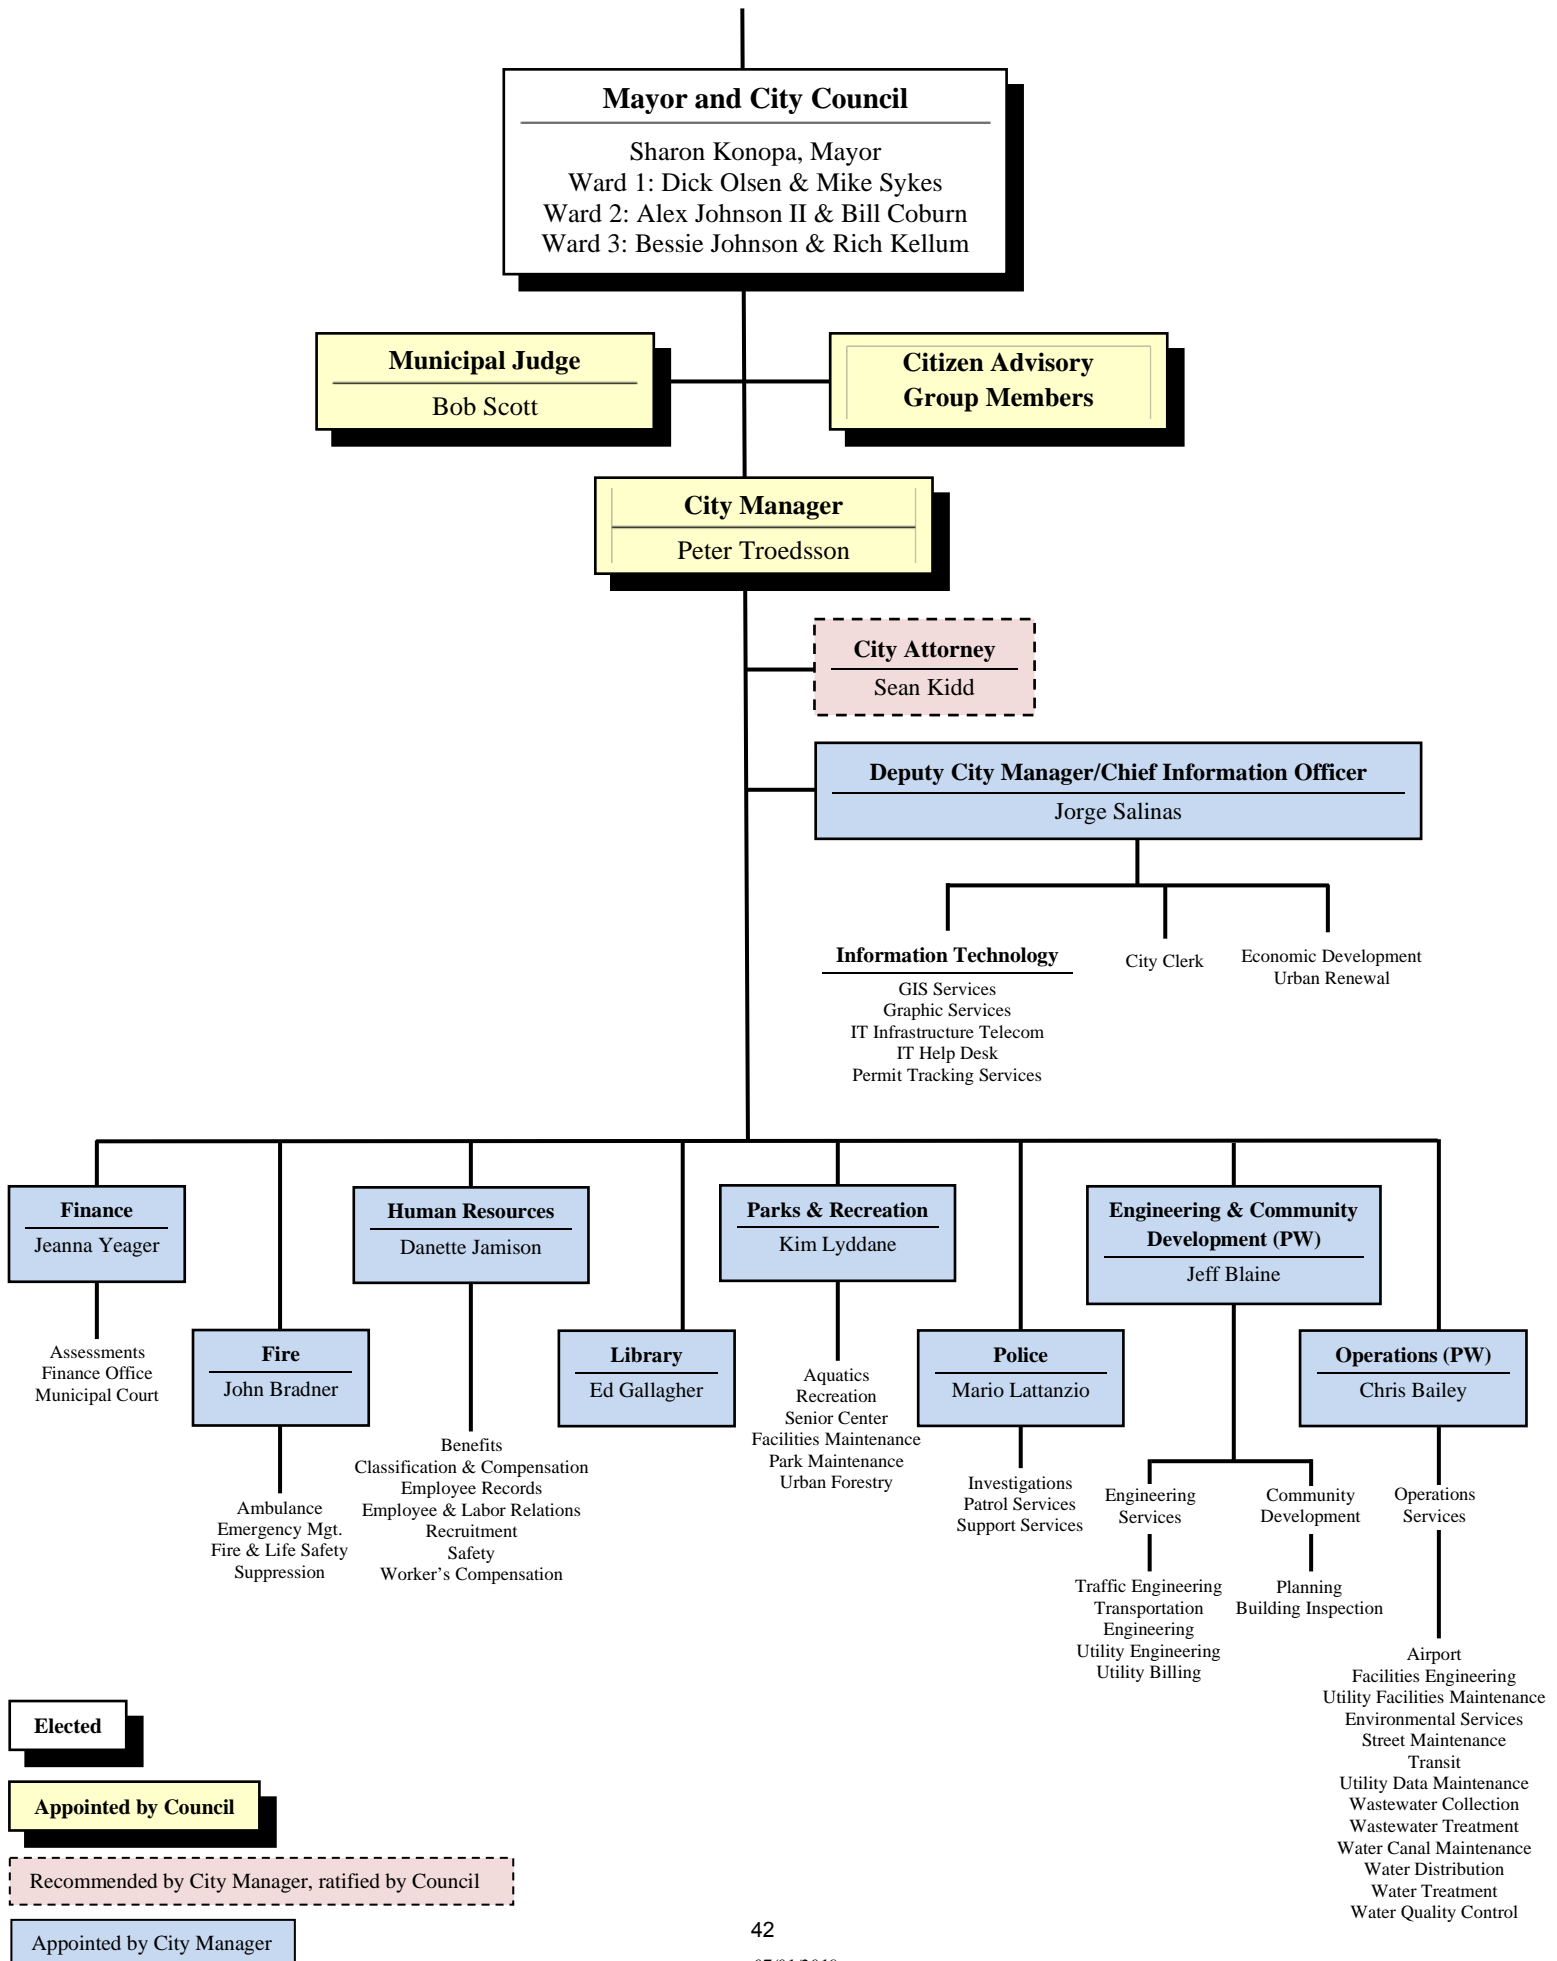 Mayor and City Council
Sharon Konopa, Mayor
Ward 1: Dick Olsen & Mike Sykes
Ward 2: Alex Johnson II & Bill Coburn
Ward 3: Bessie Johnson & Rich Kellum
Municipal Judge
Bob Scott
Citizen Advisory
Group Members
City Manager
Peter Troedsson
City Attorney
Sean Kidd
Deputy City Manager/Chief Information Officer
Jorge Salinas
Information Technology
GIS Services
Graphic Services
IT Infrastructure Telecom
IT Help Desk
Permit Tracking Services
City Clerk
Economic Development
Urban Renewal
Finance
Jeanna Yeager
Assessments
Finance Office
Municipal Court
Fire
John Bradner
Ambulance
Emergency Mgt.
Fire & Life Safety
Suppression
Human Resources
Danette Jamison
Benefits
Classification & Compensation
Employee Records
Employee & Labor Relations
Recruitment
Safety
Worker’s Compensation
Library
Ed Gallagher
Parks & Recreation
Kim Lyddane
Aquatics
Recreation
Senior Center
Facilities Maintenance
Park Maintenance
Urban Forestry
Police
Mario Lattanzio
Investigations
Patrol Services
Support Services
Engineering & Community
Development (PW)
Jeff Blaine
Engineering
Services
Traffic Engineering
Transportation
Engineering
Utility Engineering
Utility Billing
Community
Development
Planning
Building Inspection
Operations (PW)
Chris Bailey
Operations
Services
Airport
Facilities Engineering
Utility Facilities Maintenance
Environmental Services
Street Maintenance
Transit
Utility Data Maintenance
Wastewater Collection
Wastewater Treatment
Water Canal Maintenance
Water Distribution
Water Treatment
Water Quality Control
Elected
Appointed by Council
Recommended by City Manager, ratified by Council
Appointed by City Manager
42